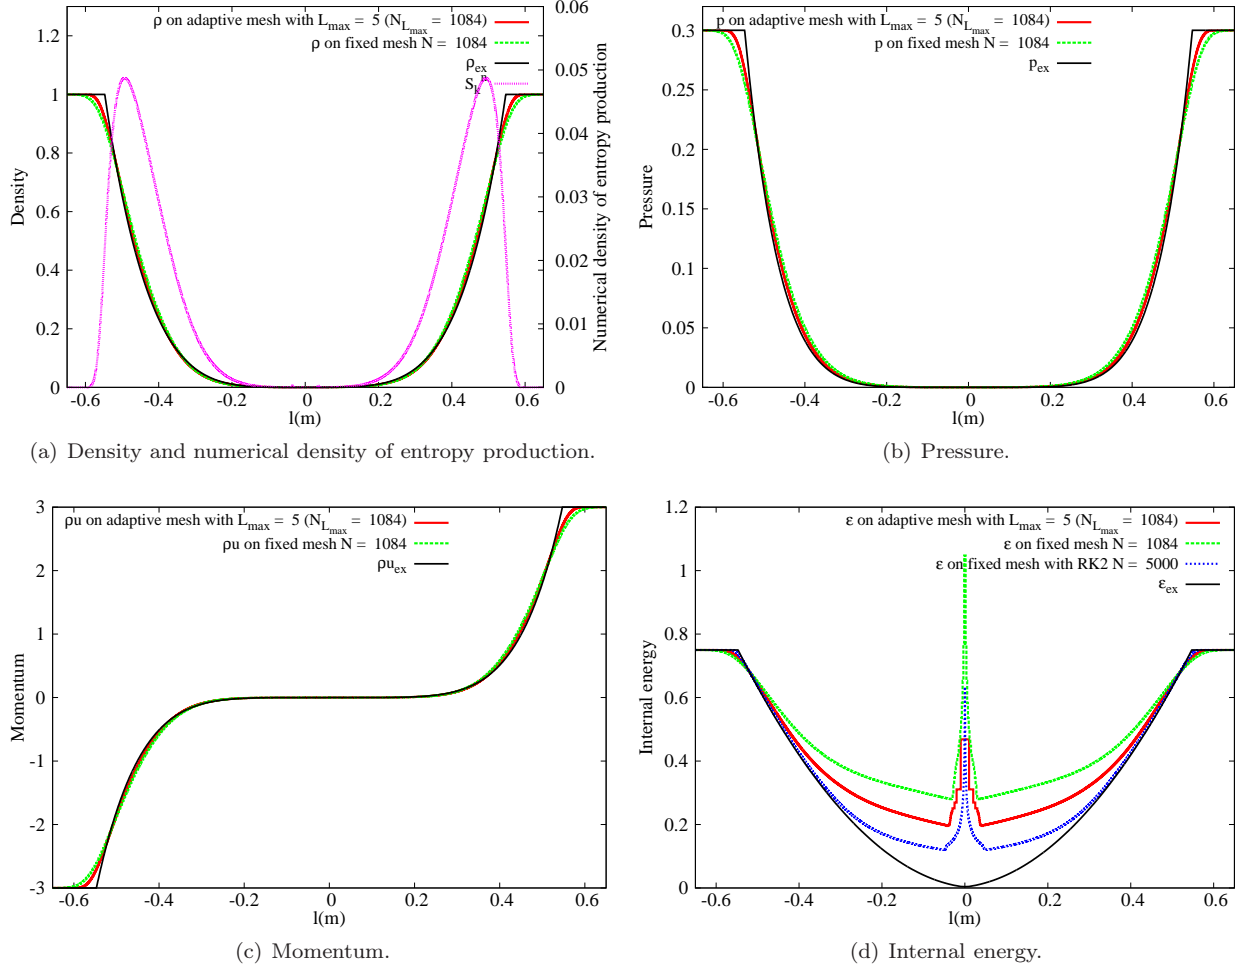 ρ on adaptive mesh with L_max = 5 (N_L_max = 1084)
ρ on fixed mesh N = 1084
ρ_ex
S_k^n
Density
Numerical density of entropy production
1.2
1
0.8
0.6
0.4
0.2
0
0.06
0.05
0.04
0.03
0.02
0.01
0
-0.6 -0.4 -0.2 0 0.2 0.4 0.6
l(m)
(a) Density and numerical density of entropy production.
p on adaptive mesh with L_max = 5 (N_L_max = 1084)
p on fixed mesh N = 1084
p_ex
Pressure
0.3
0.25
0.2
0.15
0.1
0.05
0
-0.6 -0.4 -0.2 0 0.2 0.4 0.6
l(m)
(b) Pressure.
ρu on adaptive mesh with L_max = 5 (N_L_max = 1084)
ρu on fixed mesh N = 1084
ρu_ex
Momentum
3
2
1
0
-1
-2
-3
-0.6 -0.4 -0.2 0 0.2 0.4 0.6
l(m)
(c) Momentum.
ε on adaptive mesh with L_max = 5 (N_L_max = 1084)
ε on fixed mesh N = 1084
ε on fixed mesh with RK2 N = 5000
ε_ex
Internal energy
1.2
1
0.8
0.6
0.4
0.2
0
-0.6 -0.4 -0.2 0 0.2 0.4 0.6
l(m)
(d) Internal energy.